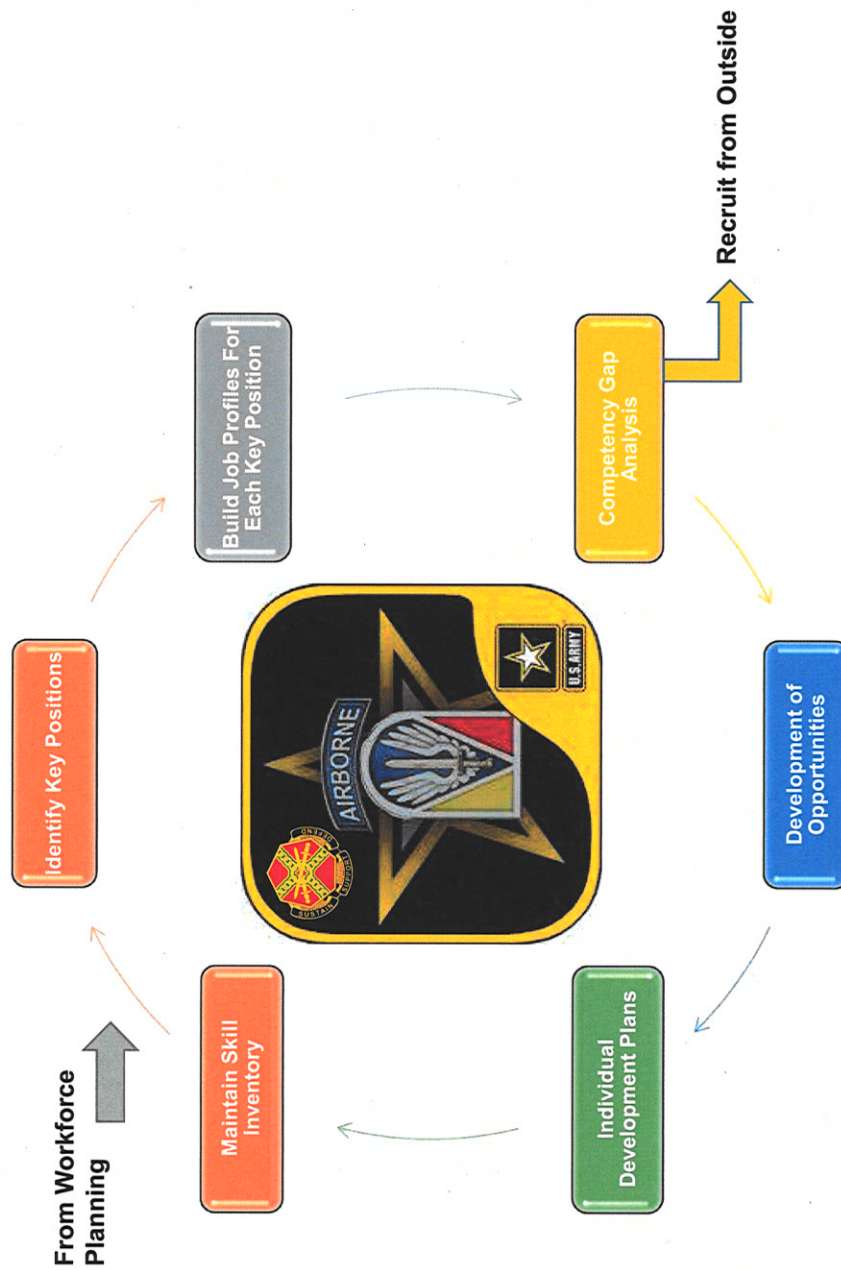 From Workforce
Planning
Identify Key Positions
Build Job Profiles For
Each Key Position
Competency Gap
Analysis
Recruit from Outside
Development of
Opportunities
Individual
Development Plans
Maintain Skill
Inventory
AIRBORNE
SUSTAIN
SUPPORT
DEFEND
U.S.ARMY